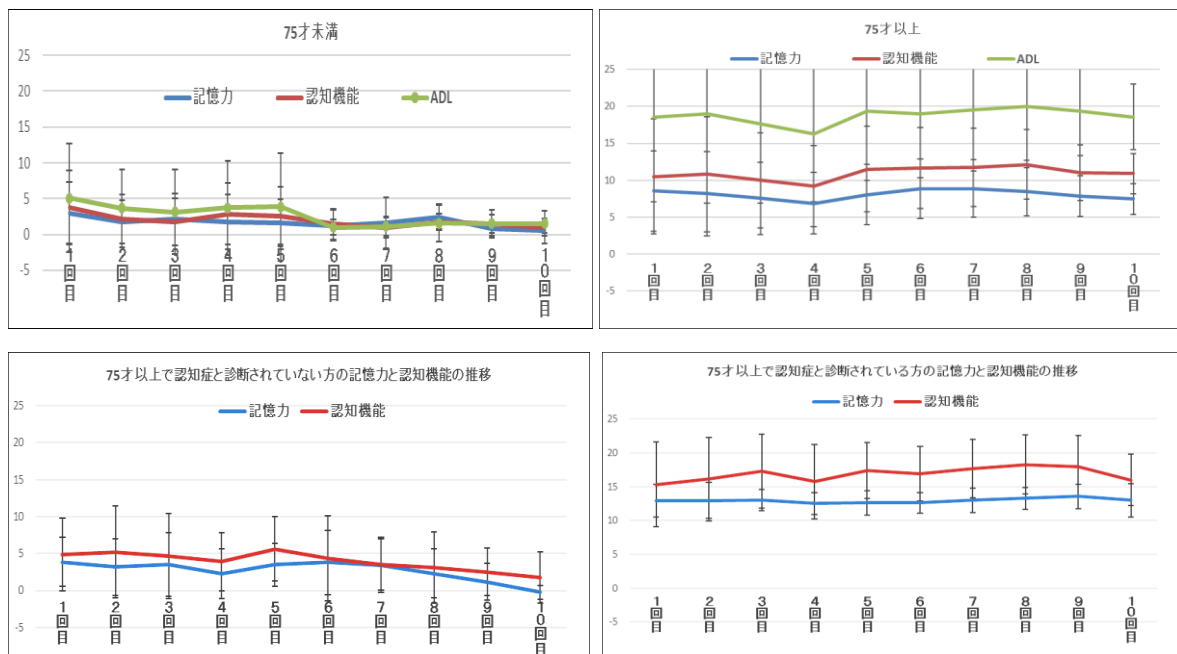 75才未満
25
20
記憶力 認知機能 ADL
15
10
5
0
-5
1回目 2回目 3回目 4回目 5回目 6回目 7回目 8回目 9回目 10回目
75才以上
記憶力 認知機能 ADL
25
20
15
10
5
0
-5
1回目 2回目 3回目 4回目 5回目 6回目 7回目 8回目 9回目 10回目
75才以上で認知症と診断されていない方の記憶力と認知機能の推移
記憶力 認知機能
25
20
15
10
5
0
-5
1回目 2回目 3回目 4回目 5回目 6回目 7回目 8回目 9回目 10回目
75才以上で認知症と診断されている方の記憶力と認知機能の推移
記憶力 認知機能
25
20
15
10
5
0
-5
1回目 2回目 3回目 4回目 5回目 6回目 7回目 8回目 9回目 10回目